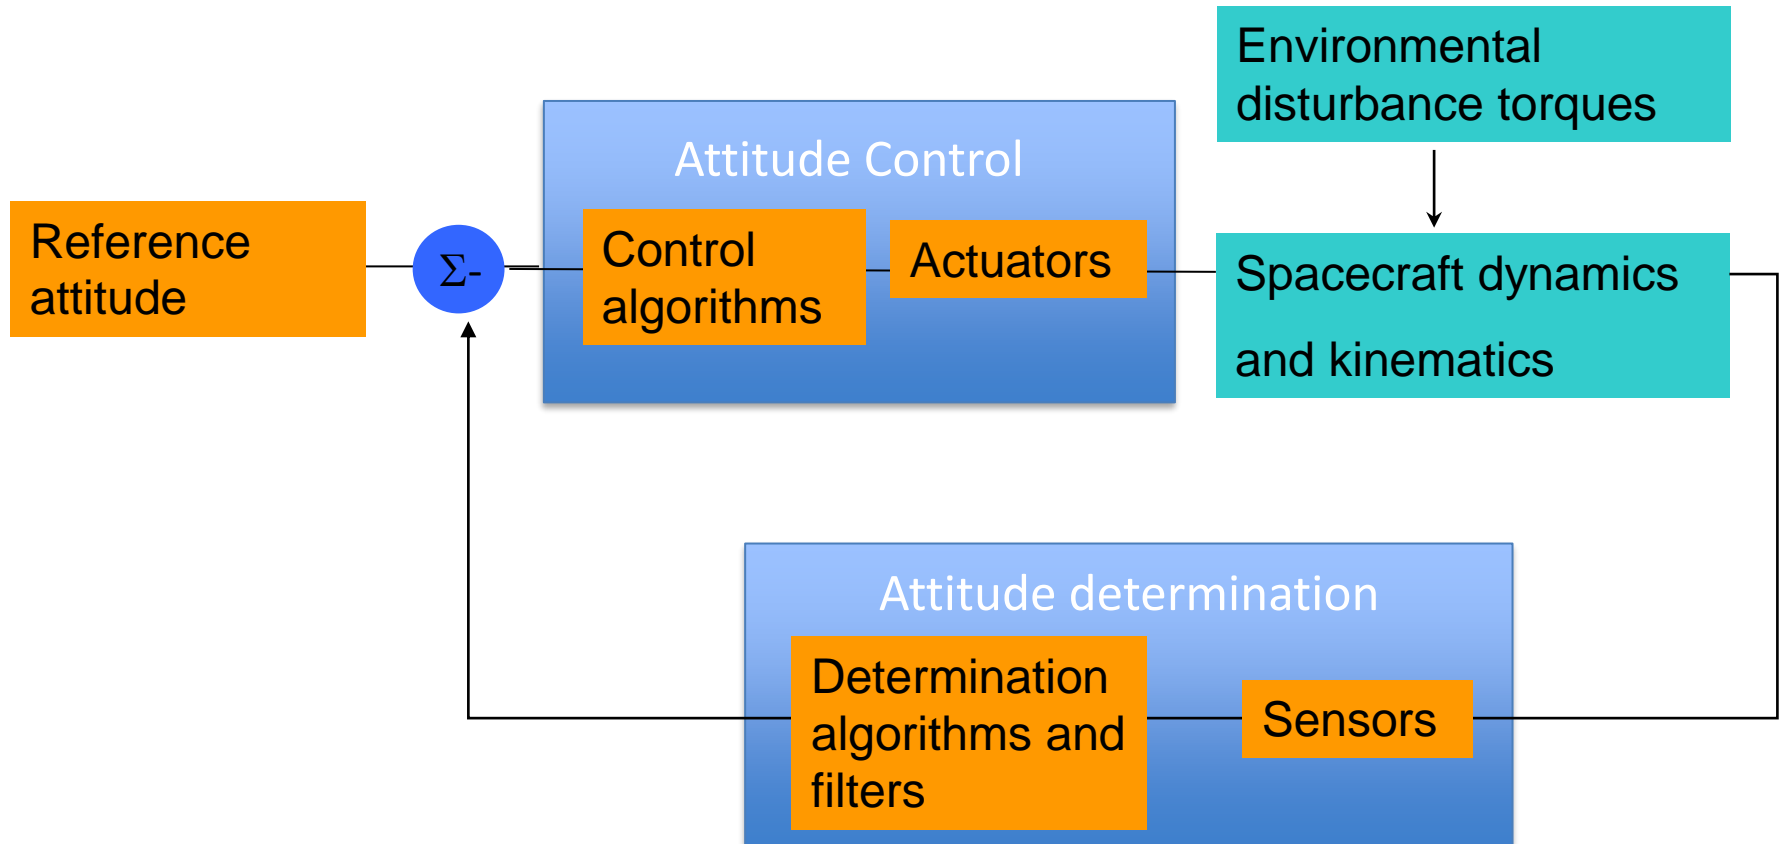 Environmental
disturbance torques
Attitude Control
Reference
attitude
Σ-
Control
algorithms
Actuators
Spacecraft dynamics
and kinematics
Attitude determination
Determination
algorithms and
filters
Sensors